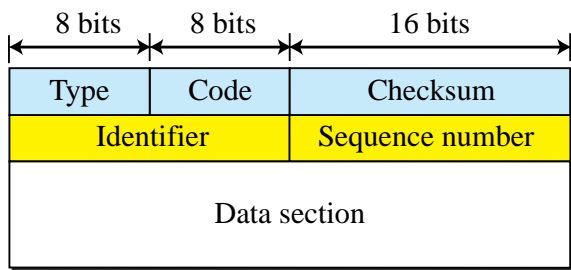 8 bits 8 bits 16 bits
Type Code Checksum
Identifier Sequence number
Data section